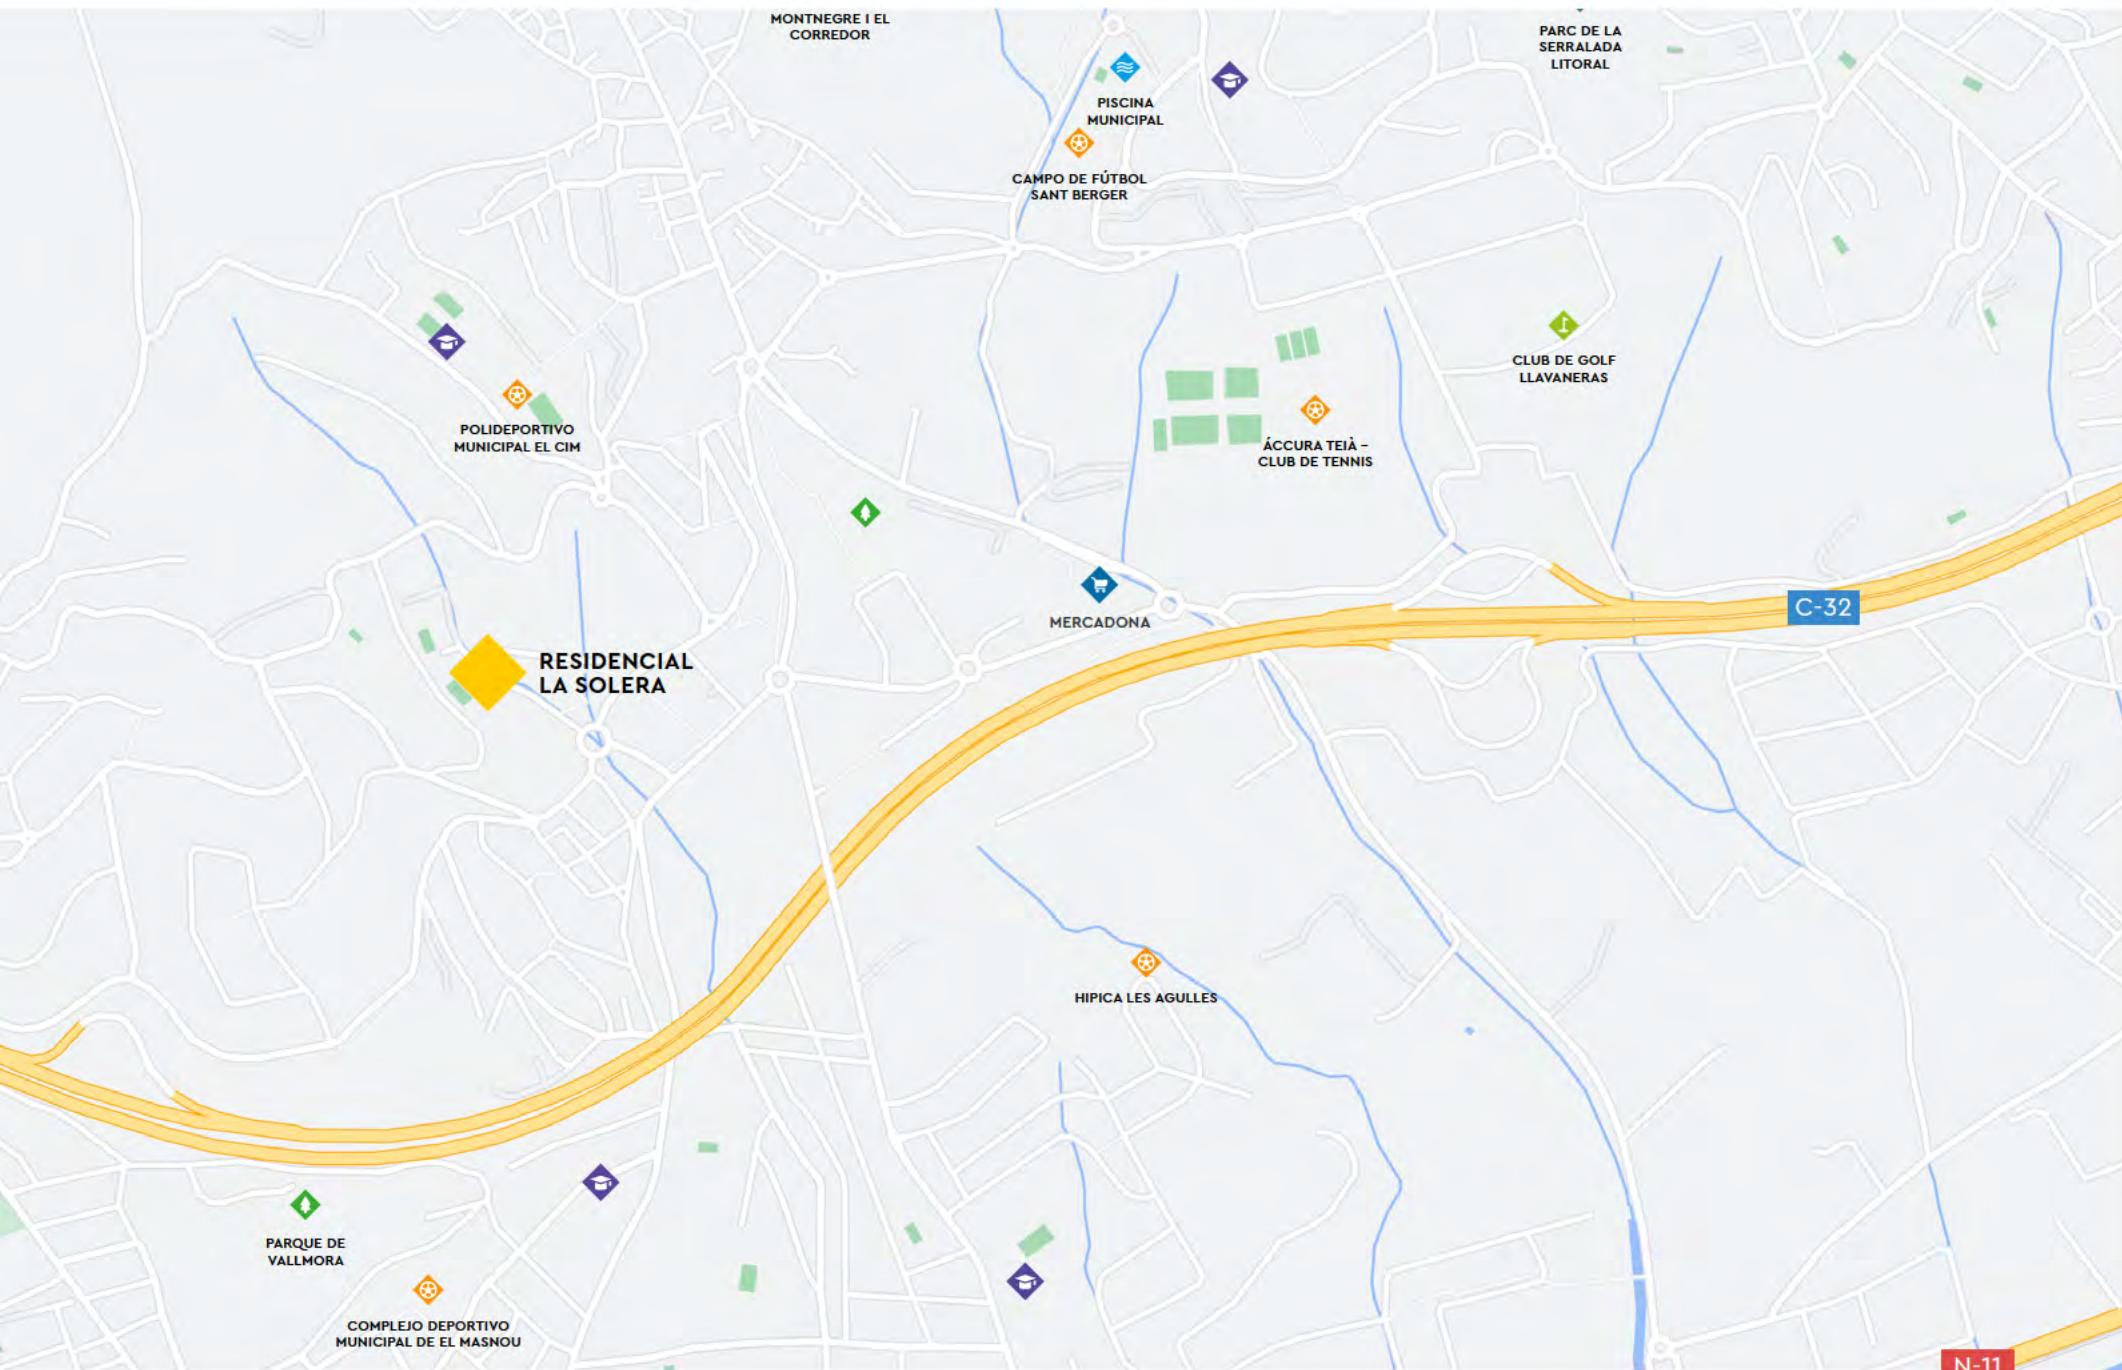 MONTNEGRE I EL
CORREDOR
PARC DE LA
SERRALADA
LITORAL
PISCINA
MUNICIPAL
CAMPO DE FÚTBOL
SANT BERGER
CLUB DE GOLF
LLAVANERAS
POLIDEPORTIVO
MUNICIPAL EL CIM
ÁCCURA TEIÀ –
CLUB DE TENNIS
C-32
MERCADONA
RESIDENCIAL
LA SOLERA
HIPICA LES AGULLES
PARQUE DE
VALLMORA
COMPLEJO DEPORTIVO
MUNICIPAL DE EL MASNOU
N-11